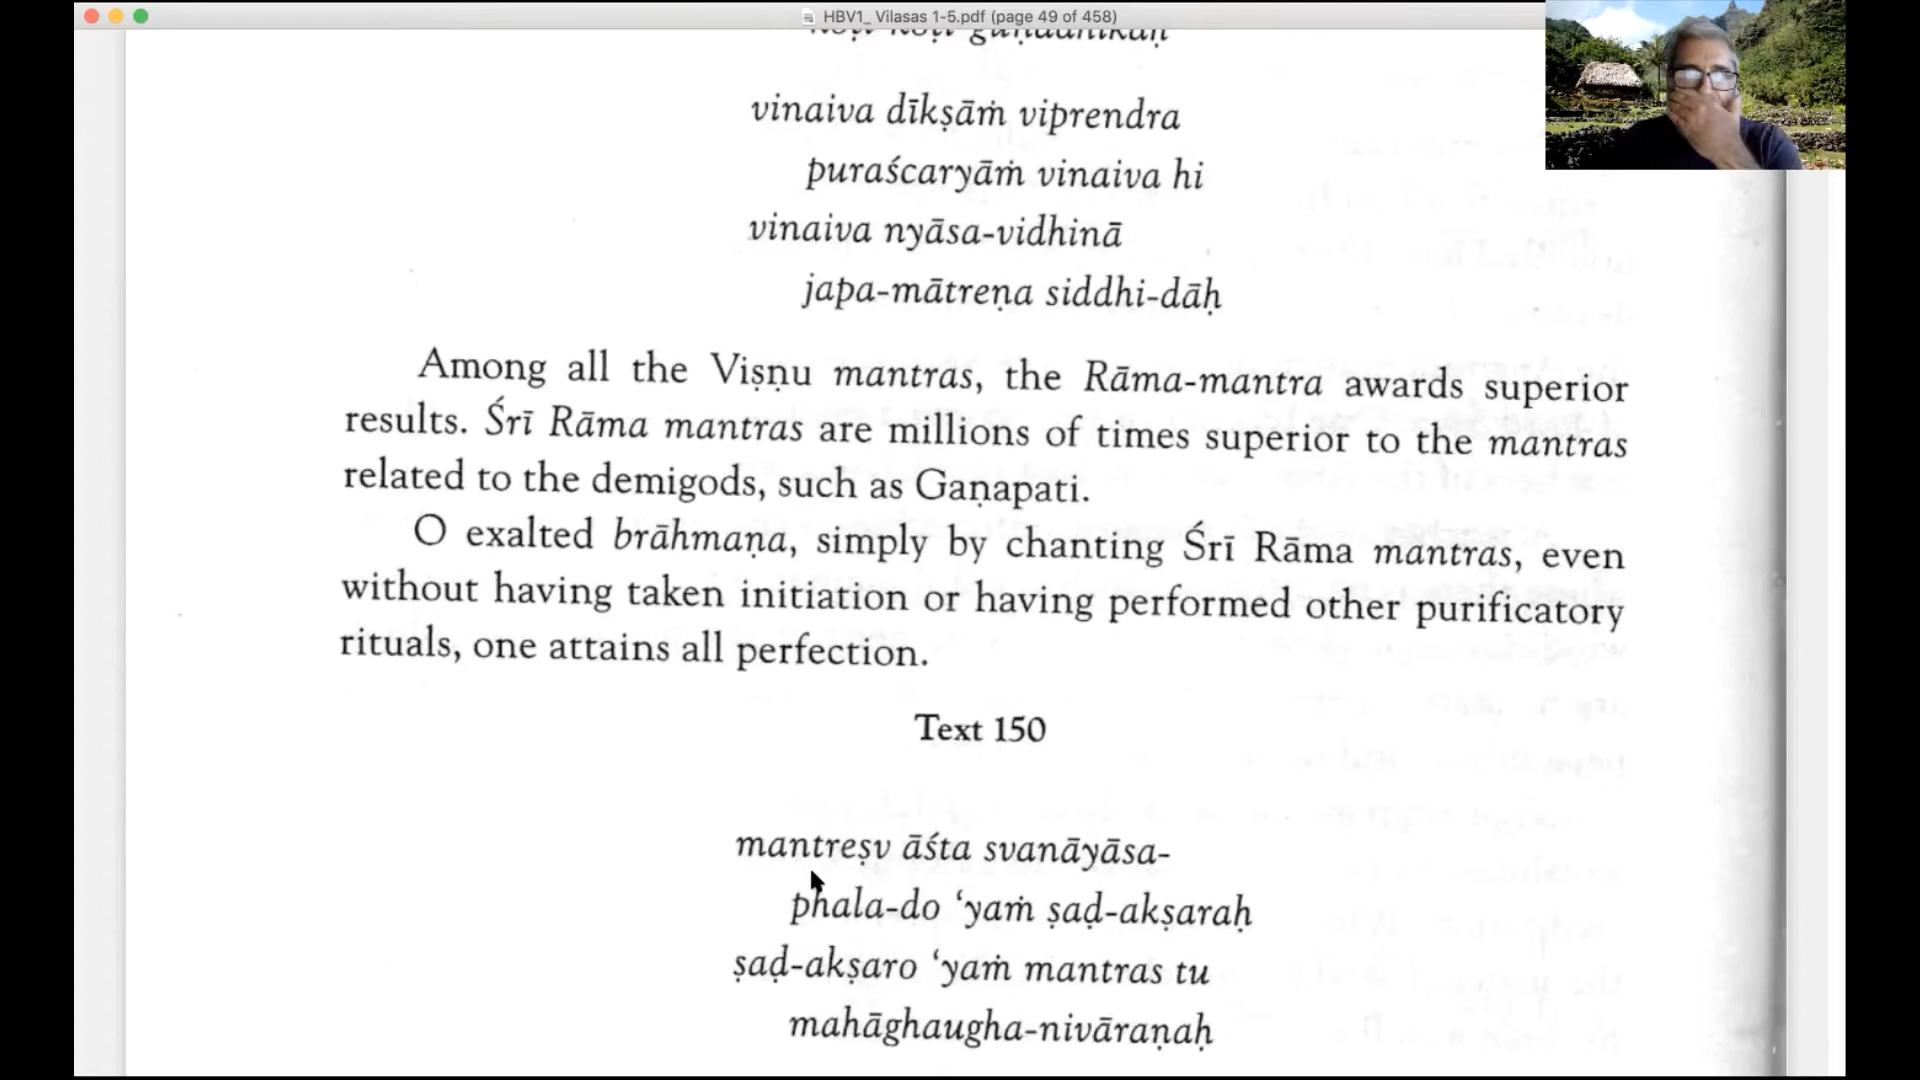 HBV1_ Vilasas 1-5.pdf (page 49 of 458)
vinaiva dīkṣāṁ viprendra
puraścaryāṁ vinaiva hi
vinaiva nyāsa-vidhinā
japa-mātreṇa siddhi-dāḥ
Among all the Viṣṇu mantras, the Rāma-mantra awards superior
results. Śrī Rāma mantras are millions of times superior to the mantras
related to the demigods, such as Gaṇapati.
O exalted brāhmaṇa, simply by chanting Śrī Rāma mantras, even
without having taken initiation or having performed other purificatory
rituals, one attains all perfection.
Text 150
mantreṣv āśta svanāyāsa-
phala-do ‘yaṁ ṣaḍ-akṣaraḥ
ṣaḍ-akṣaro ‘yaṁ mantras tu
mahāghaugha-nivāraṇaḥ